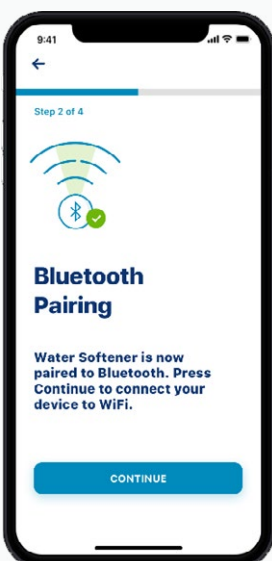 9:41
Step 2 of 4
Bluetooth
Pairing
Water Softener is now
paired to Bluetooth. Press
Continue to connect your
device to WiFi.
CONTINUE